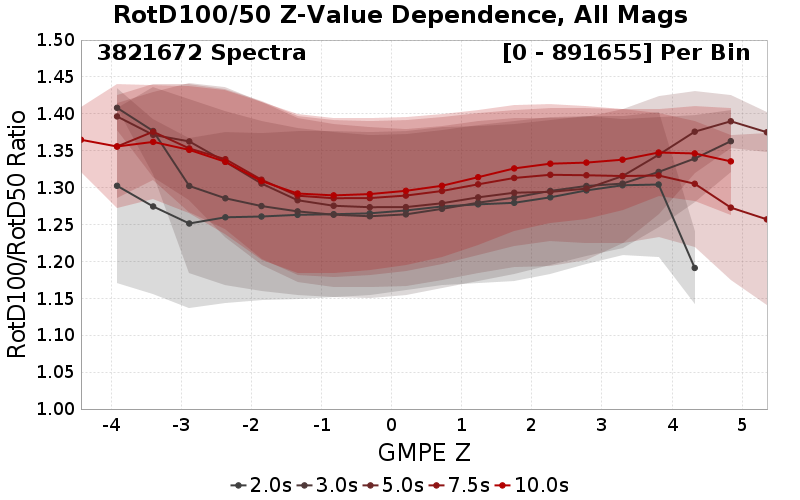 RotD100/50 Z-Value Dependence, All Mags
3821672 Spectra
[0 - 891655] Per Bin
RotD100/RotD50 Ratio
1.50
1.45
1.40
1.35
1.30
1.25
1.20
1.15
1.10
1.05
1.00
-4 -3 -2 -1 0 1 2 3 4 5
GMPE Z
2.0s 3.0s 5.0s 7.5s 10.0s